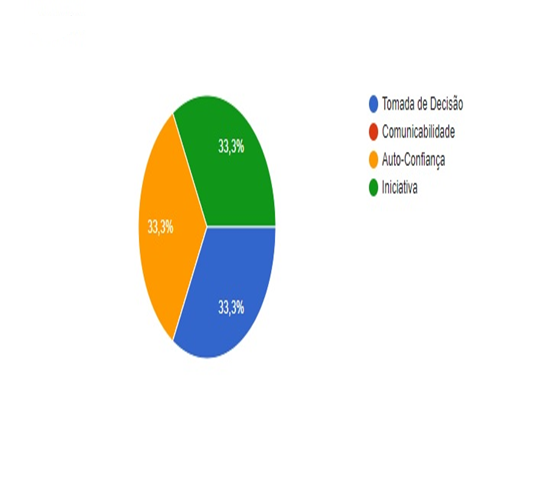 33,3%
33,3%
33,3%
Tomada de Decisão
Comunicabilidade
Auto-Confiança
Iniciativa